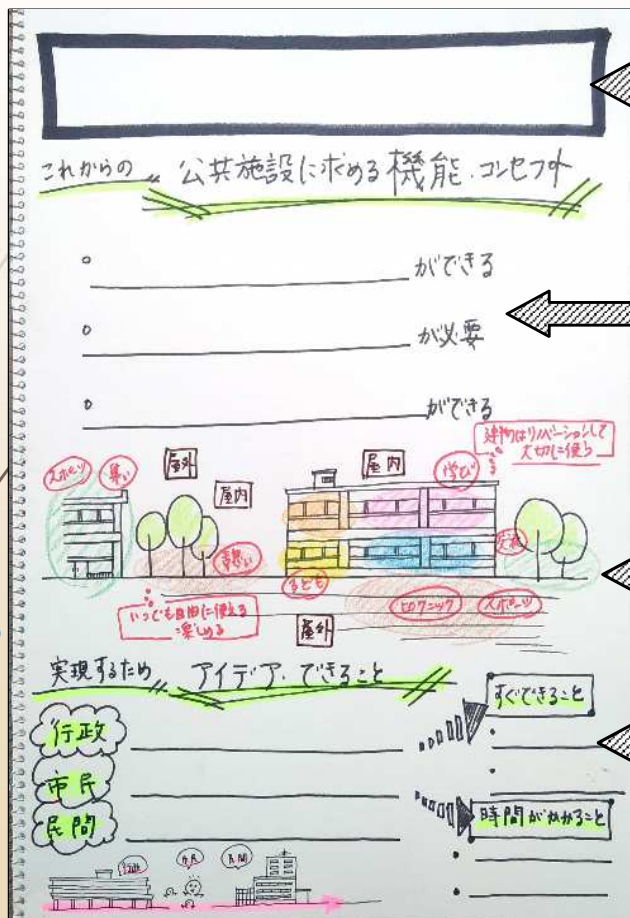 これからの 公共施設に求める機能・コンセプト
ができる
が必要
ができる
建物はリノベーションして
大切に使う
スポーツ
集い
屋外
屋内
屋内
学び
憩い
子ども
いつでも自由に使える
楽しめる
屋外
ピクニック
スポーツ
実現するため アイデア・できること
すぐできること
行政
市民
民間
時間がかかること
行政
市民
民間